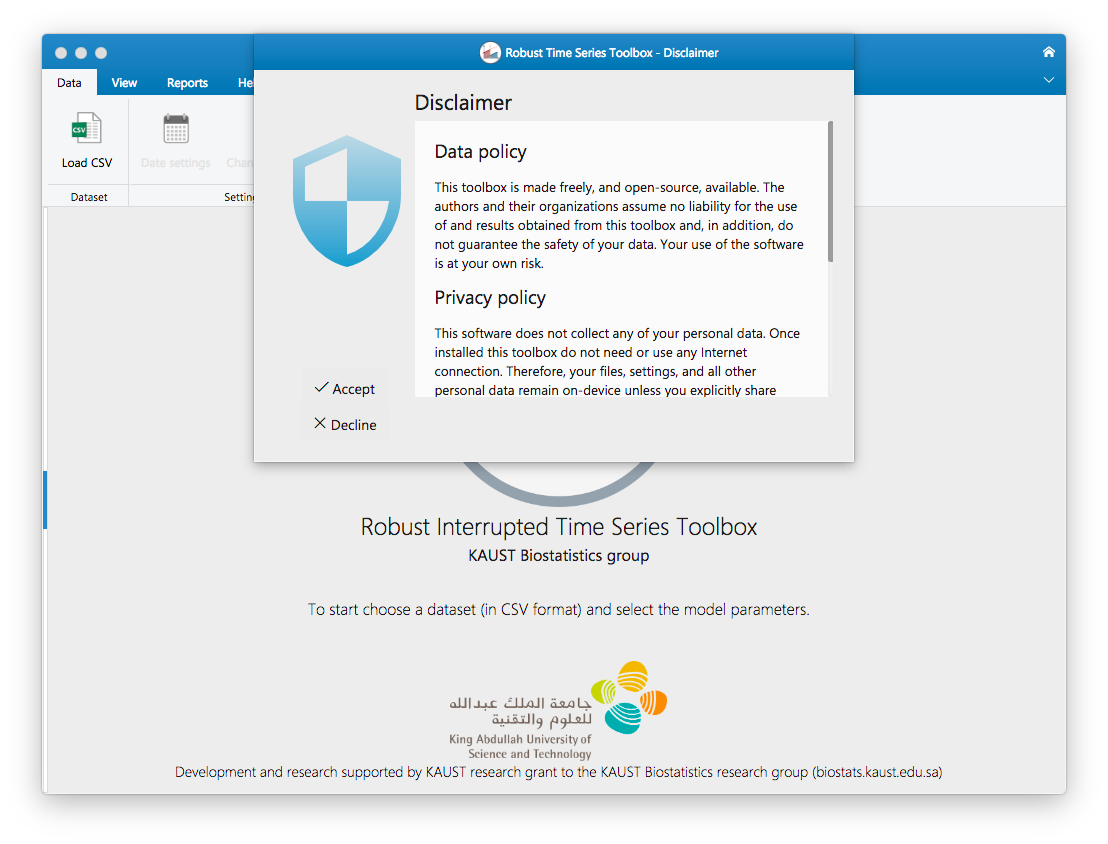 Robust Time Series Toolbox - Disclaimer
Data View Reports He
Load CSV
Date settings
Dataset
Disclaimer
Data policy
This toolbox is made freely, and open-source, available. The
authors and their organizations assume no liability for the use
of and results obtained from this toolbox and, in addition, do
not guarantee the safety of your data. Your use of the software
is at your own risk.
Privacy policy
This software does not collect any of your personal data. Once
installed this toolbox do not need or use any Internet
connection. Therefore, your files, settings, and all other
personal data remain on-device unless you explicitly share
Accept
Decline
Robust Interrupted Time Series Toolbox
KAUST Biostatistics group
To start choose a dataset (in CSV format) and select the model parameters.
جامعة الملك عبدالله
للعلوم والتقنية
King Abdullah University of
Science and Technology
Development and research supported by KAUST research grant to the KAUST Biostatistics research group (biostats.kaust.edu.sa)